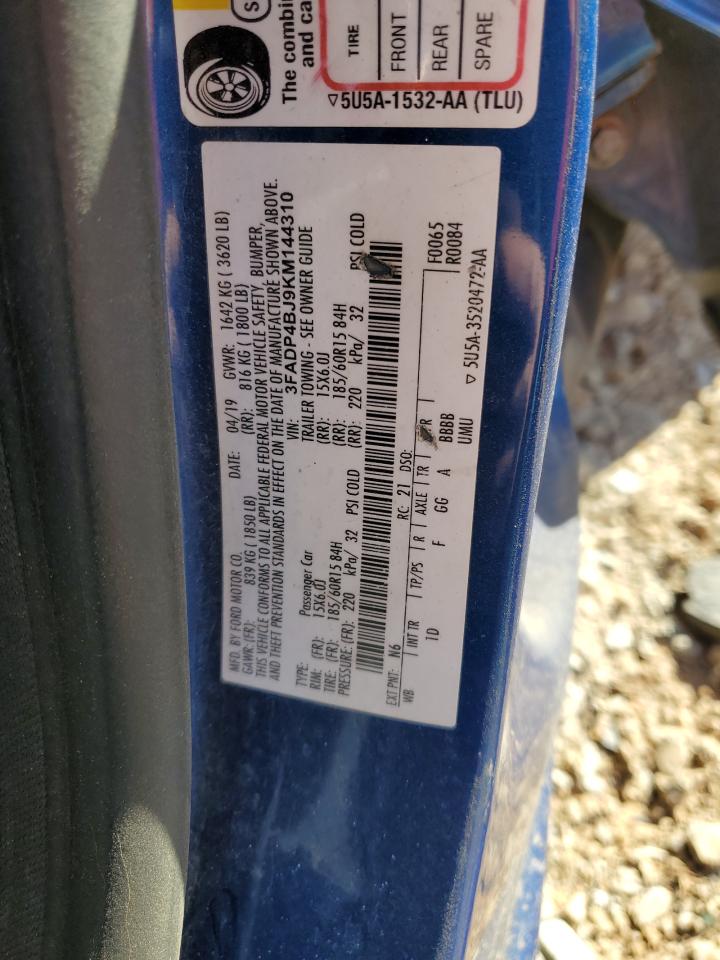 The combin
and ca
TIRE
FRONT
REAR
SPARE
▽5U5A-1532-AA (TLU)
MFD. BY FORD MOTOR CO. DATE: 04/19 GVWR: 1642 KG ( 3620 LB)
GAWR: (FR): 839 KG ( 1850 LB) (RR): 816 KG ( 1800 LB)
THIS VEHICLE CONFORMS TO ALL APPLICABLE FEDERAL MOTOR VEHICLE SAFETY, BUMPER,
AND THEFT PREVENTION STANDARDS IN EFFECT ON THE DATE OF MANUFACTURE SHOWN ABOVE.
VIN: 3FADP4BJ9KM144310
TYPE: Passenger Car TRAILER TOWING - SEE OWNER GUIDE
RIM: (FR): 15X6.0J (RR): 15X6.0J
TIRE: (FR): 185/60R15 84H (RR): 185/60R15 84H
PRESSURE: (FR): 220 kPa/ 32 PSI COLD (RR): 220 kPa/ 32 PSI COLD
EXT PNT: N6 RC: 21 DSO: F0065
WB INT TR TP/PS R AXLE TR R R0084
1D F GG A BBBB
UMU ▽ 5U5A-3520472-AA